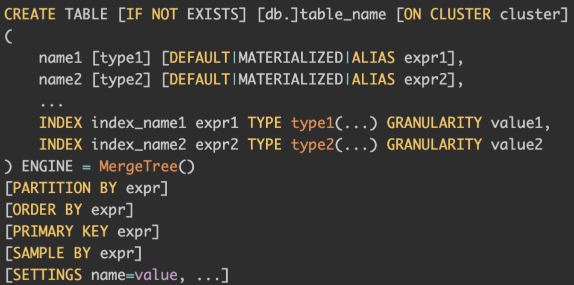 CREATE TABLE [IF NOT EXISTS] [db.]table_name [ON CLUSTER cluster]
(
    name1 [type1] [DEFAULT|MATERIALIZED|ALIAS expr1],
    name2 [type2] [DEFAULT|MATERIALIZED|ALIAS expr2],
    ...
    INDEX index_name1 expr1 TYPE type1(...) GRANULARITY value1,
    INDEX index_name2 expr2 TYPE type2(...) GRANULARITY value2
) ENGINE = MergeTree()
[PARTITION BY expr]
[ORDER BY expr]
[PRIMARY KEY expr]
[SAMPLE BY expr]
[SETTINGS name=value, ...]